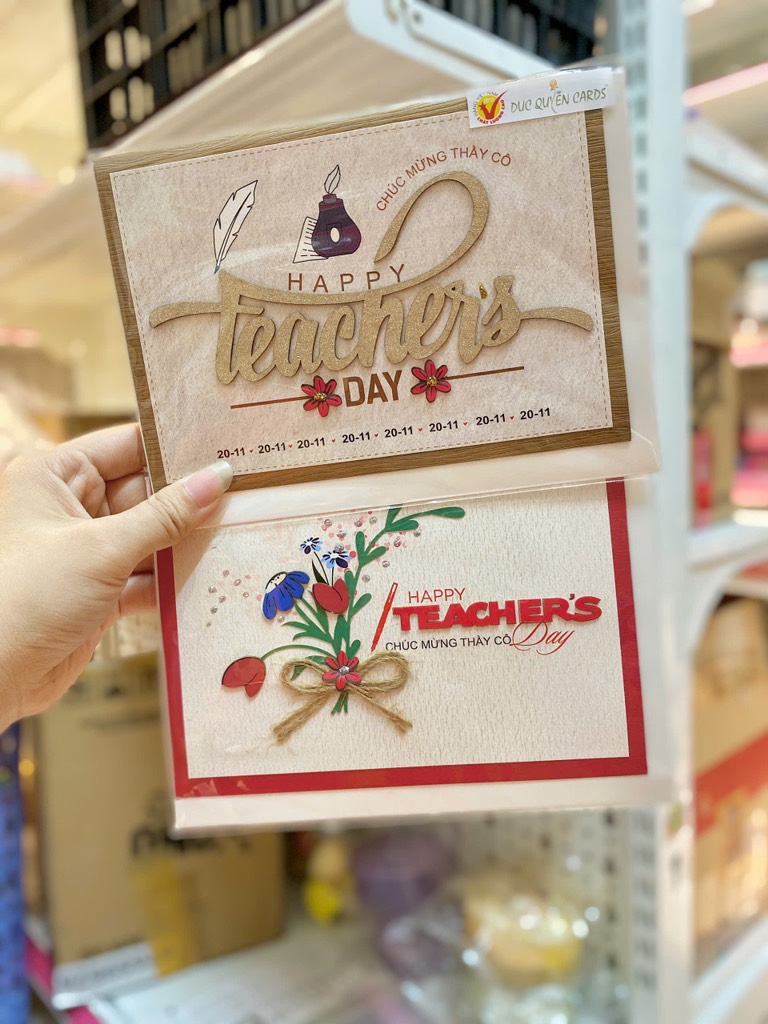 DUC QUYÊN CARDS
CHÚC MỪNG THẦY CÔ
HAPPY
Teacher's
DAY
20-11 20-11 20-11 20-11 20-11 20-11 20-11 20-11
HAPPY
TEACHER'S
CHÚC MỪNG THẦY CÔ Day